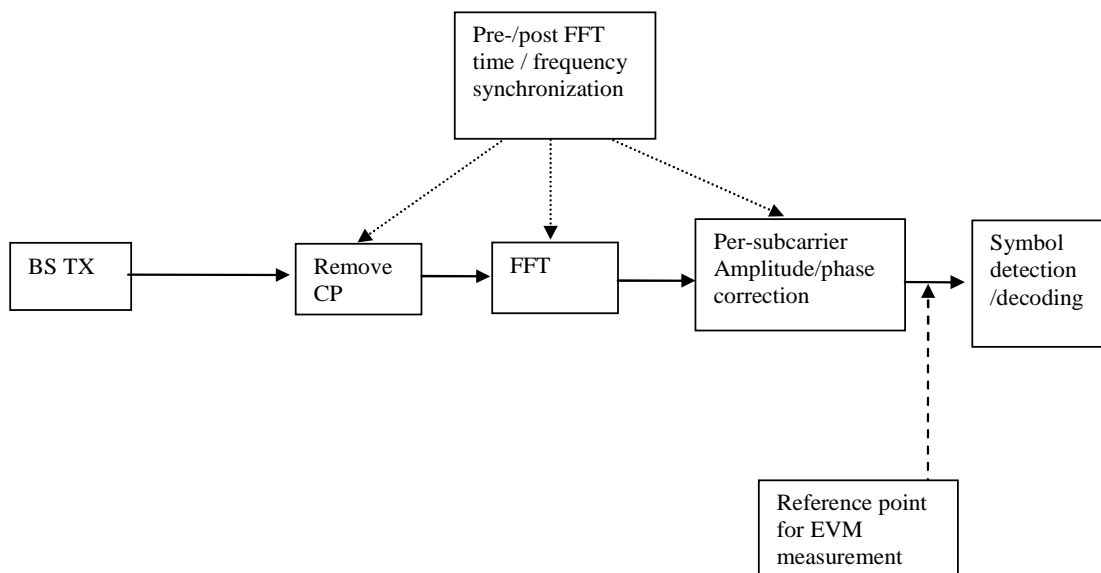 Pre-/post FFT
time / frequency
synchronization
BS TX
Remove
CP
FFT
Per-subcarrier
Amplitude/phase
correction
Symbol
detection
/decoding
Reference point
for EVM
measurement